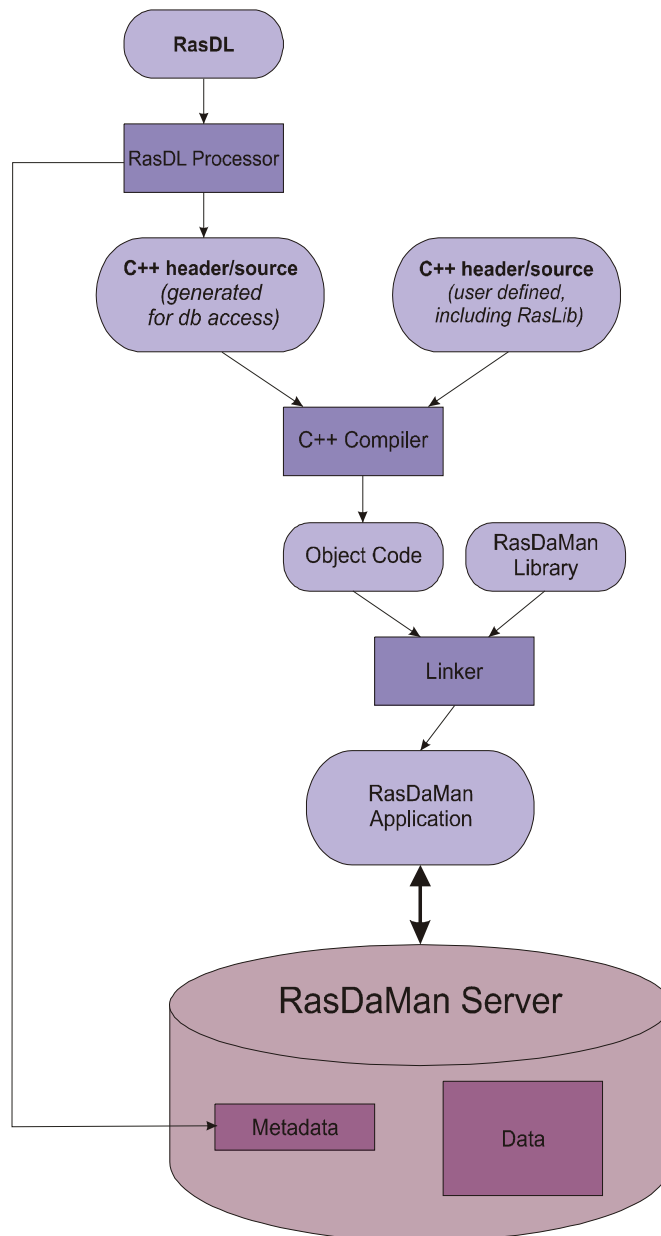 RasDL
RasDL Processor
C++ header/source
(generated
for db access)
C++ header/source
(user defined,
including RasLib)
C++ Compiler
Object Code
RasDaMan
Library
Linker
RasDaMan
Application
RasDaMan Server
Metadata
Data